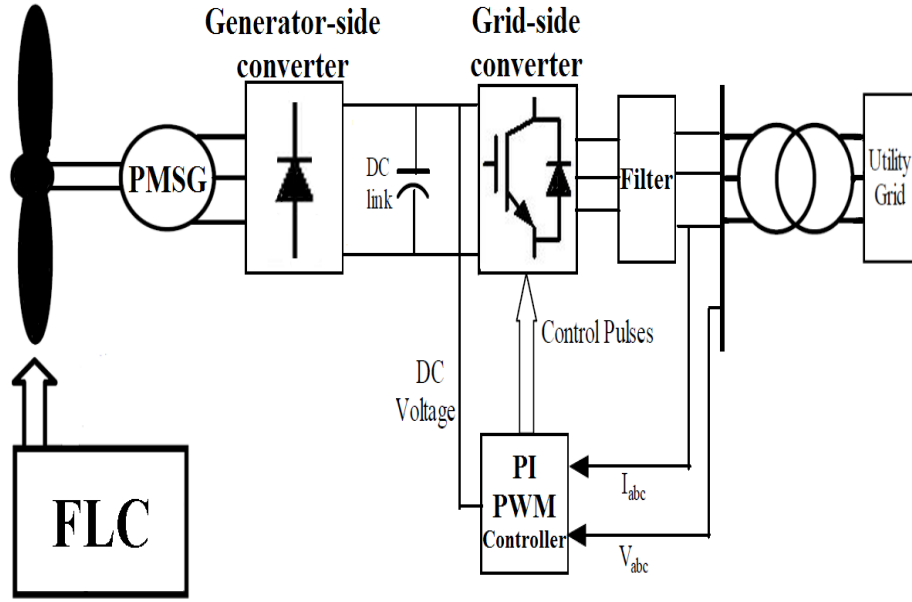 Generator-side
converter
Grid-side
converter
PMSG
DC
link
Filter
Utility
Grid
Control Pulses
DC
Voltage
PI
PWM
Controller
Iabc
Vabc
FLC